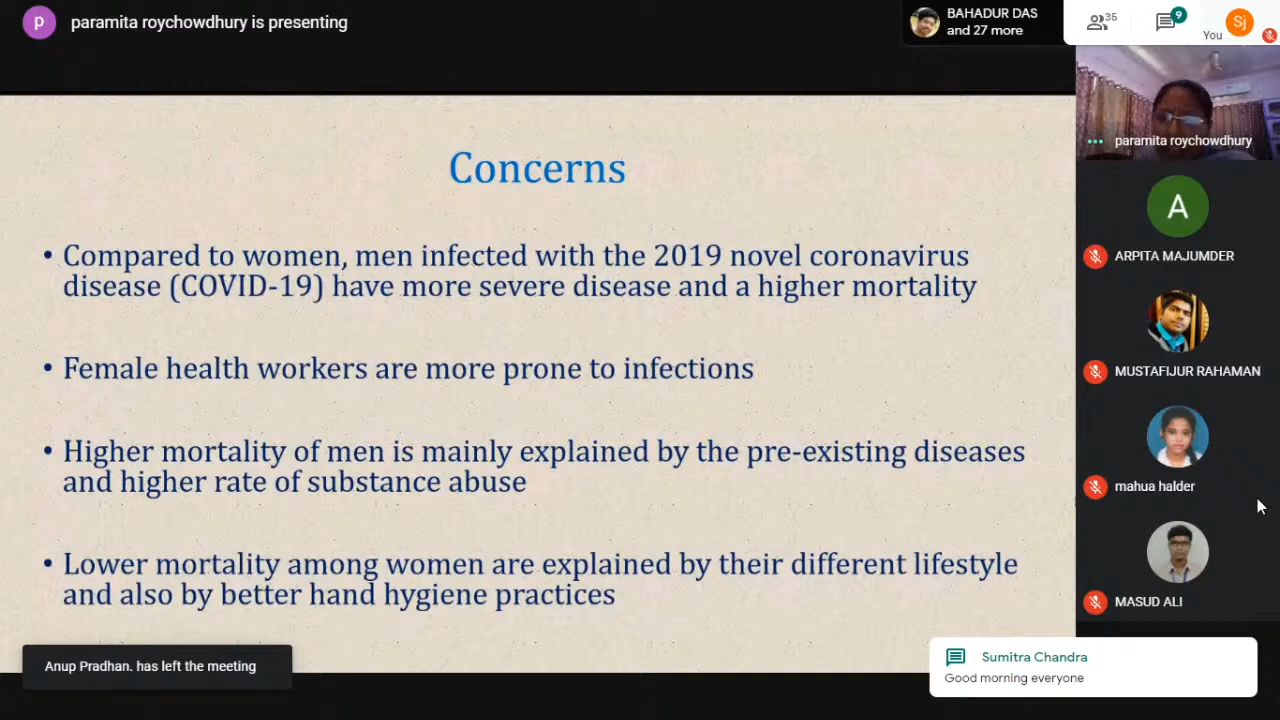 p
paramita roychowdhury is presenting
BAHADUR DAS
and 27 more
35
9
You
Sj
Concerns
• Compared to women, men infected with the 2019 novel coronavirus
disease (COVID-19) have more severe disease and a higher mortality
• Female health workers are more prone to infections
• Higher mortality of men is mainly explained by the pre-existing diseases
and higher rate of substance abuse
• Lower mortality among women are explained by their different lifestyle
and also by better hand hygiene practices
paramita roychowdhury
A
ARPITA MAJUMDER
MUSTAFIJUR RAHAMAN
mahua halder
MASUD ALI
Anup Pradhan. has left the meeting
Sumitra Chandra
Good morning everyone